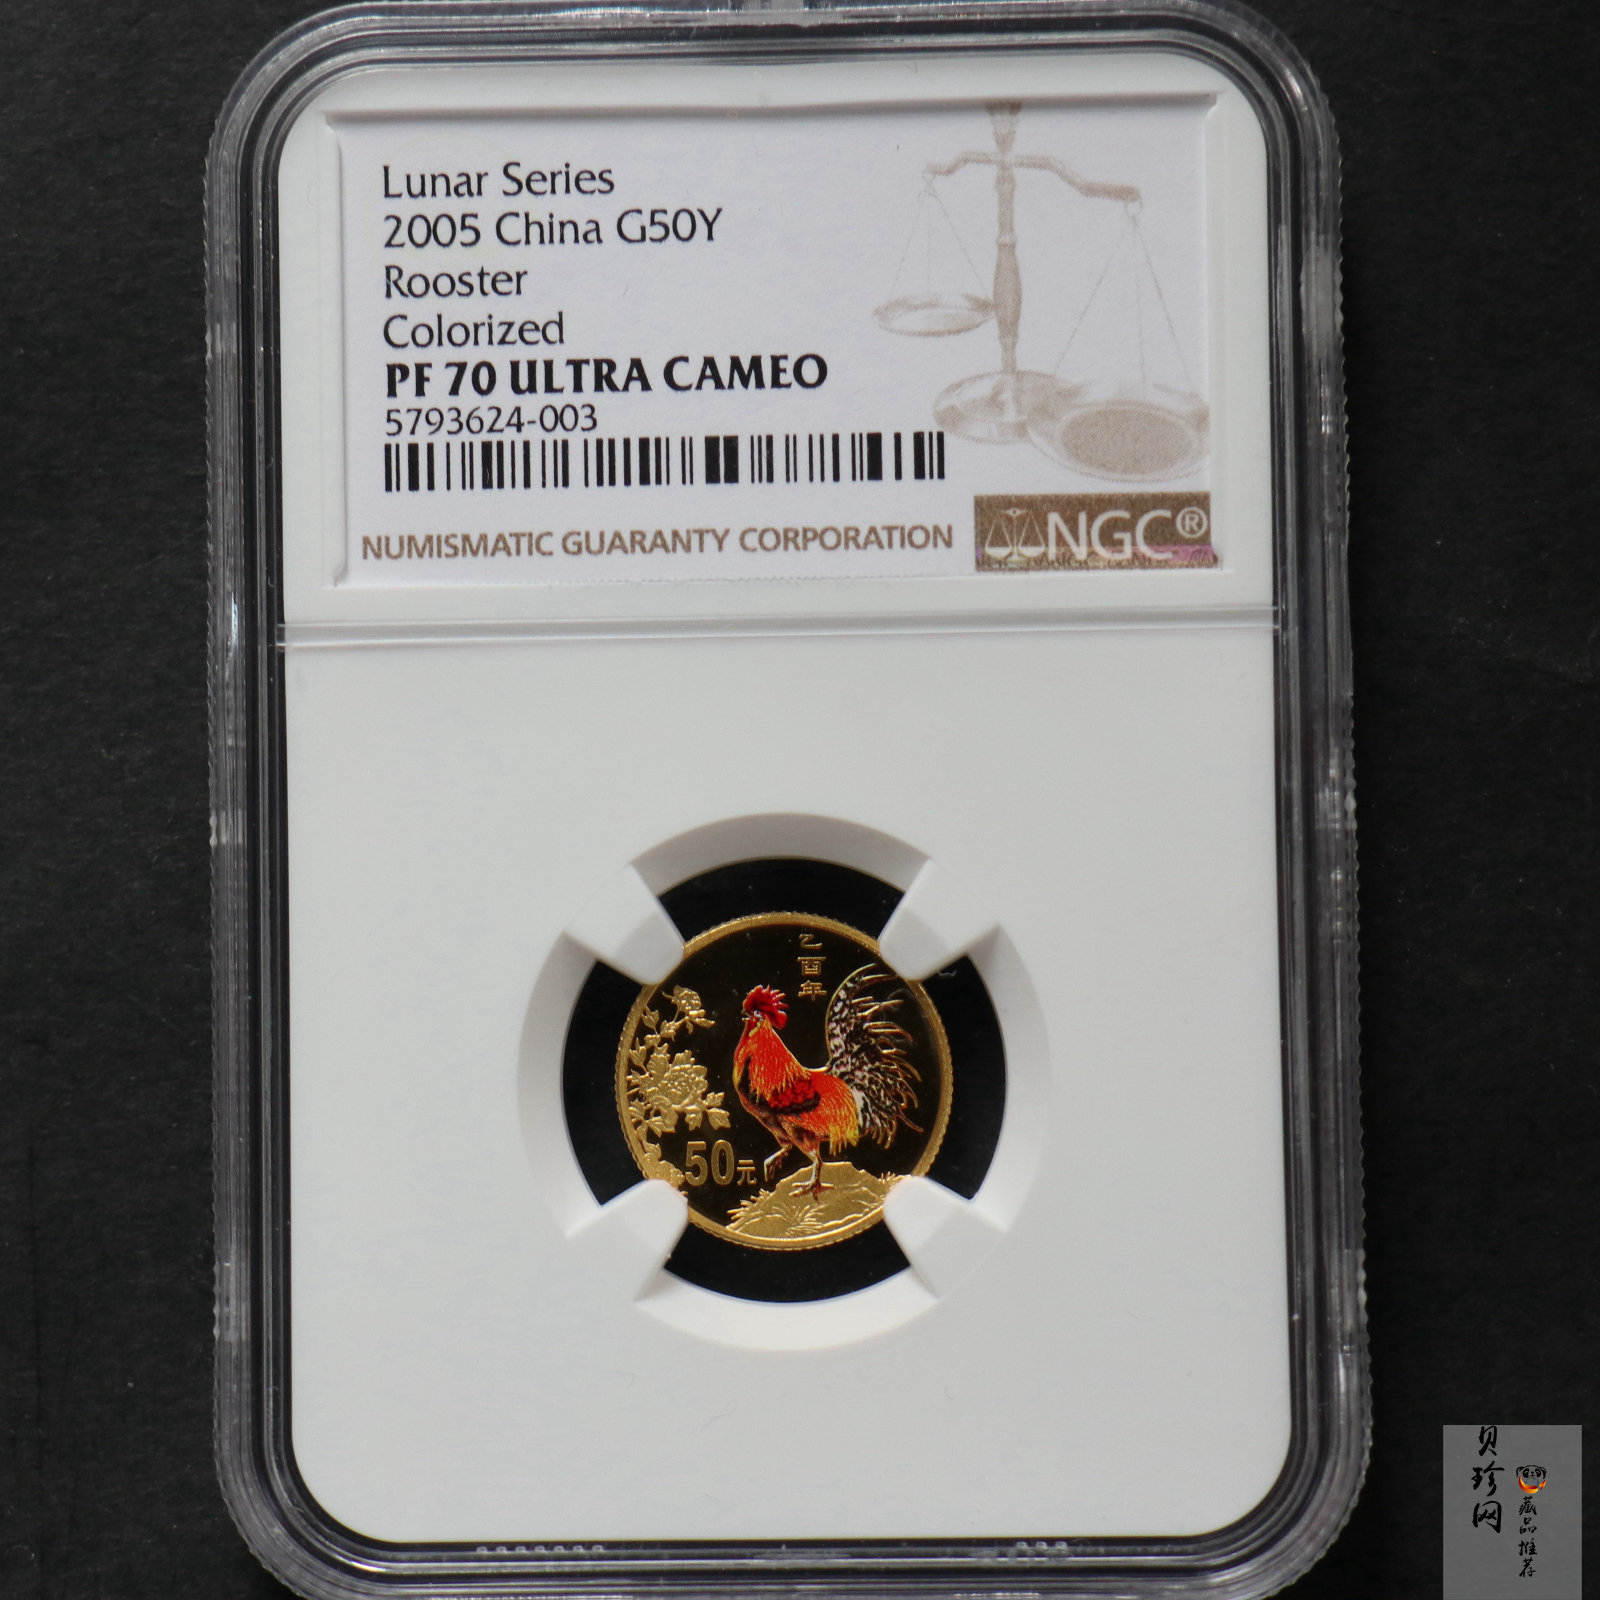 Lunar Series
2005 China G50Y
Rooster
Colorized
PF 70 ULTRA CAMEO
5793624-003
NUMISMATIC GUARANTY CORPORATION
NGC®
乙酉年
50元
贝珍网
藏品推荐